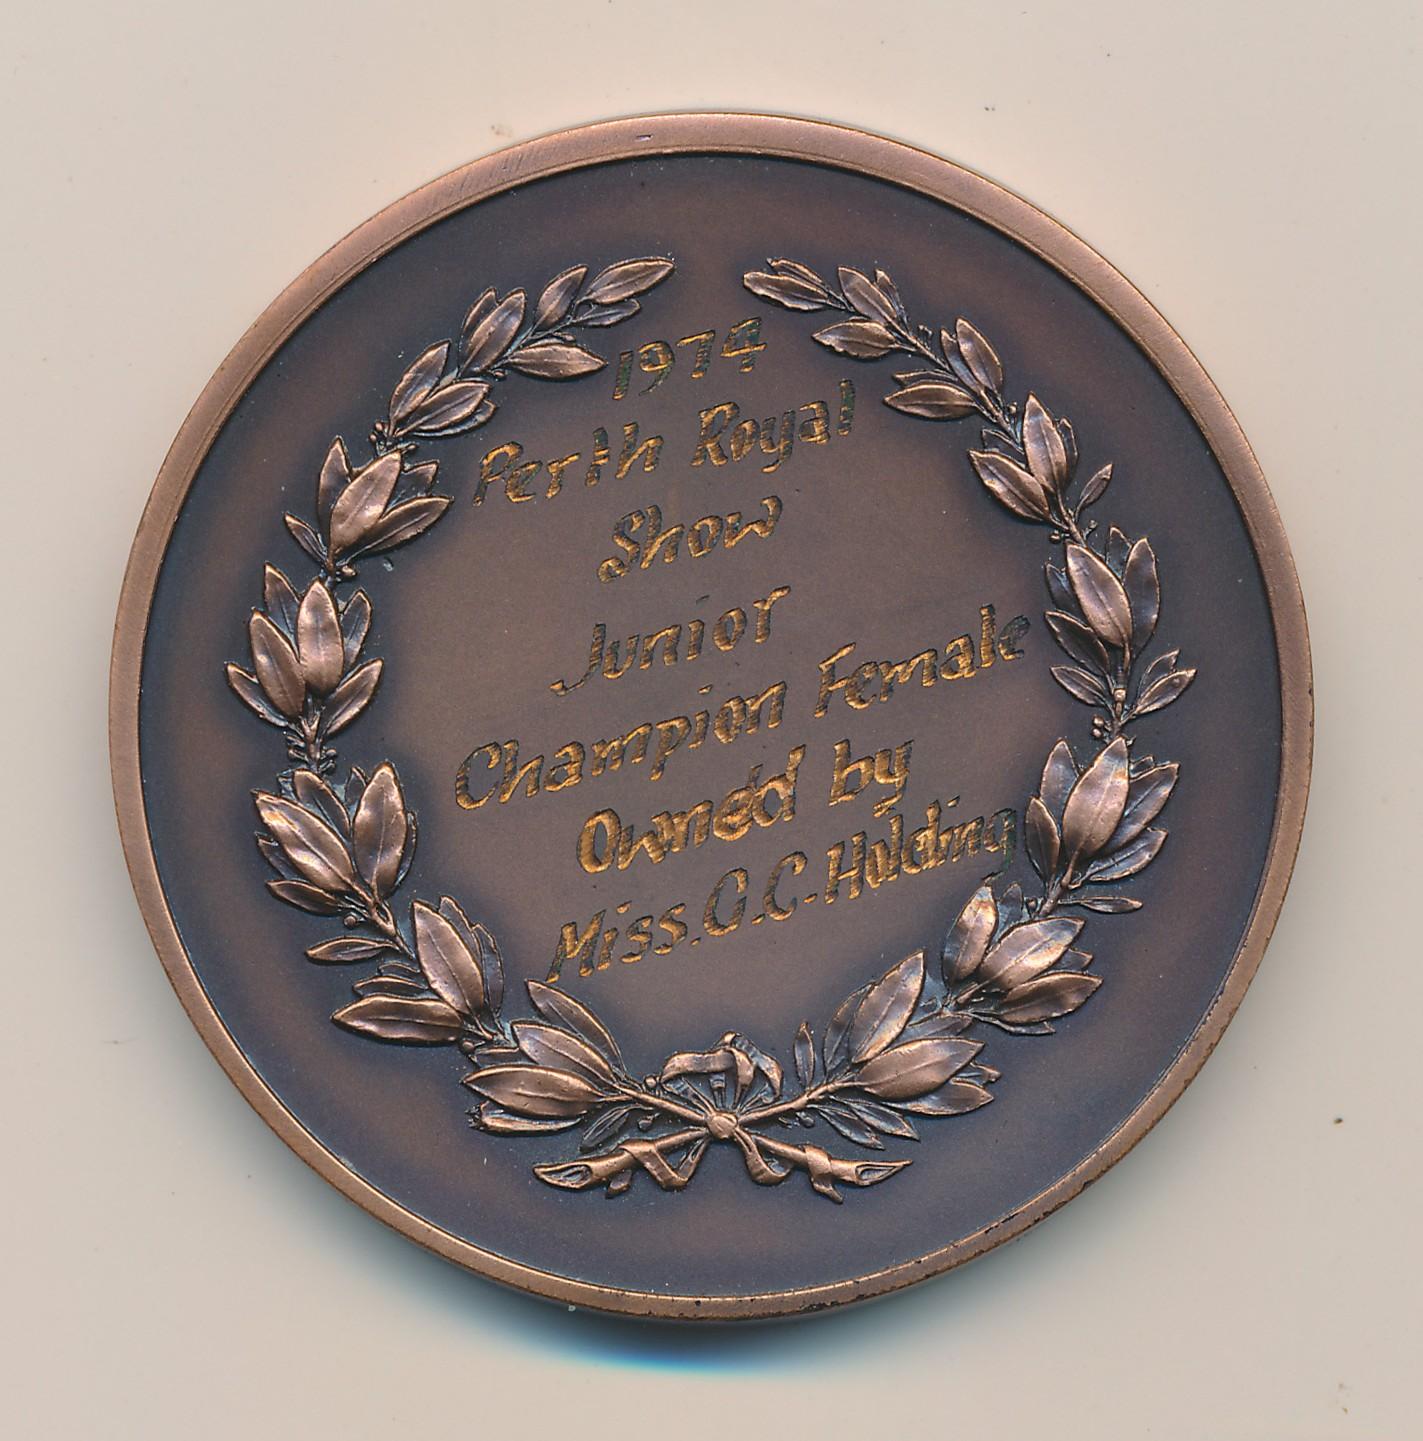 1974
Perth Royal
Show
Junior
Champion Female
Owned by
Miss. G.C. Holding